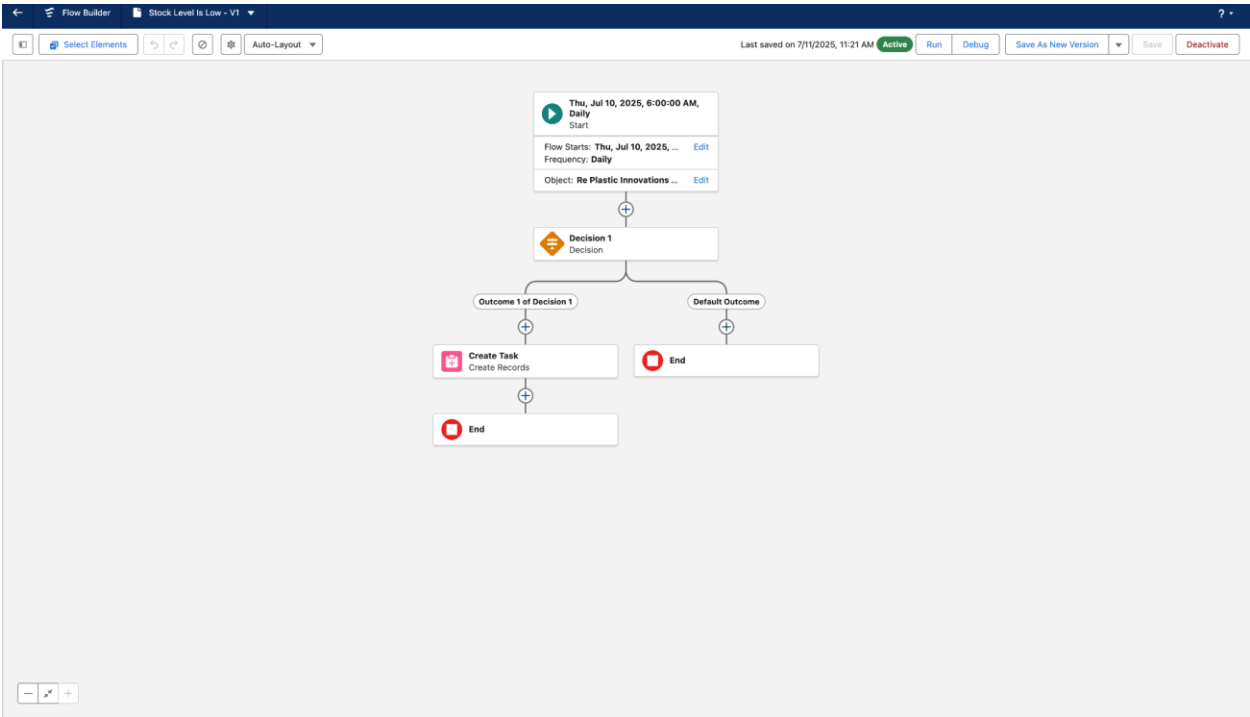 Flow Builder
Stock Level Is Low - V1
?
Select Elements
Auto-Layout
Last saved on 7/11/2025, 11:21 AM
Active
Run
Debug
Save As New Version
Save
Deactivate
Thu, Jul 10, 2025, 6:00:00 AM,
Daily
Start
Flow Starts: Thu, Jul 10, 2025, ... Edit
Frequency: Daily
Object: Re Plastic Innovations ... Edit
Decision 1
Decision
Outcome 1 of Decision 1
Default Outcome
Create Task
Create Records
End
End